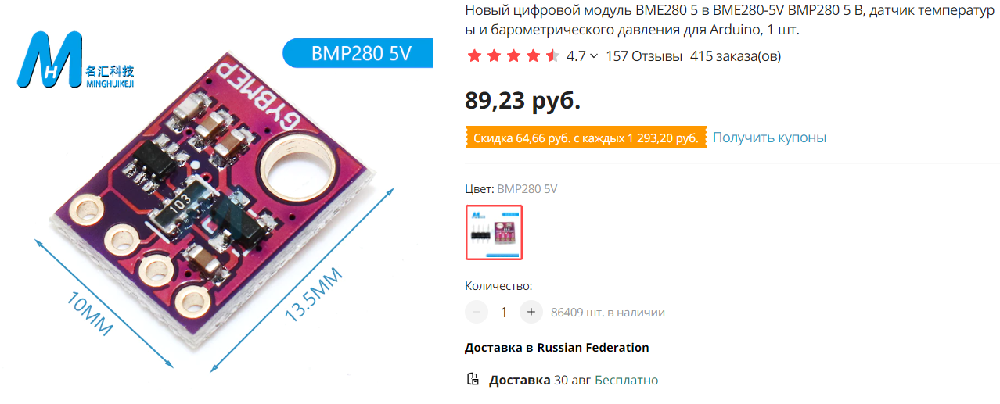 Новый цифровой модуль BME280 5 в BME280-5V BMP280 5 В, датчик температур
ы и барометрического давления для Arduino, 1 шт.
BMP280 5V
4.7 157 Отзывы 415 заказа(ов)
M
H
名汇科技
MINGHUIKEJI
GYBMEP
89,23 руб.
Скидка 64,66 руб. с каждых 1 293,20 руб. Получить купоны
103
Цвет: BMP280 5V
10MM
13.5MM
Количество:
− 1 + 86409 шт. в наличии
Доставка в Russian Federation
Доставка 30 авг Бесплатно